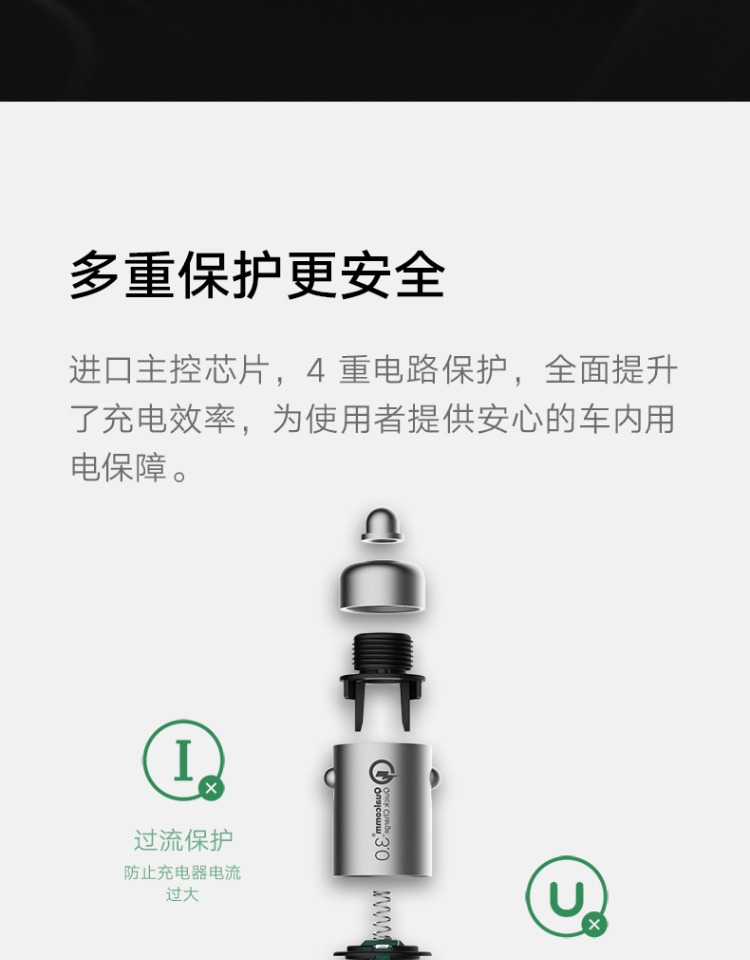 多重保护更安全
进口主控芯片，4 重电路保护，全面提升
了充电效率，为使用者提供安心的车内用
电保障。
Qualcomm®
Quick Charge™ 3.0
I
过流保护
防止充电器电流
过大
U